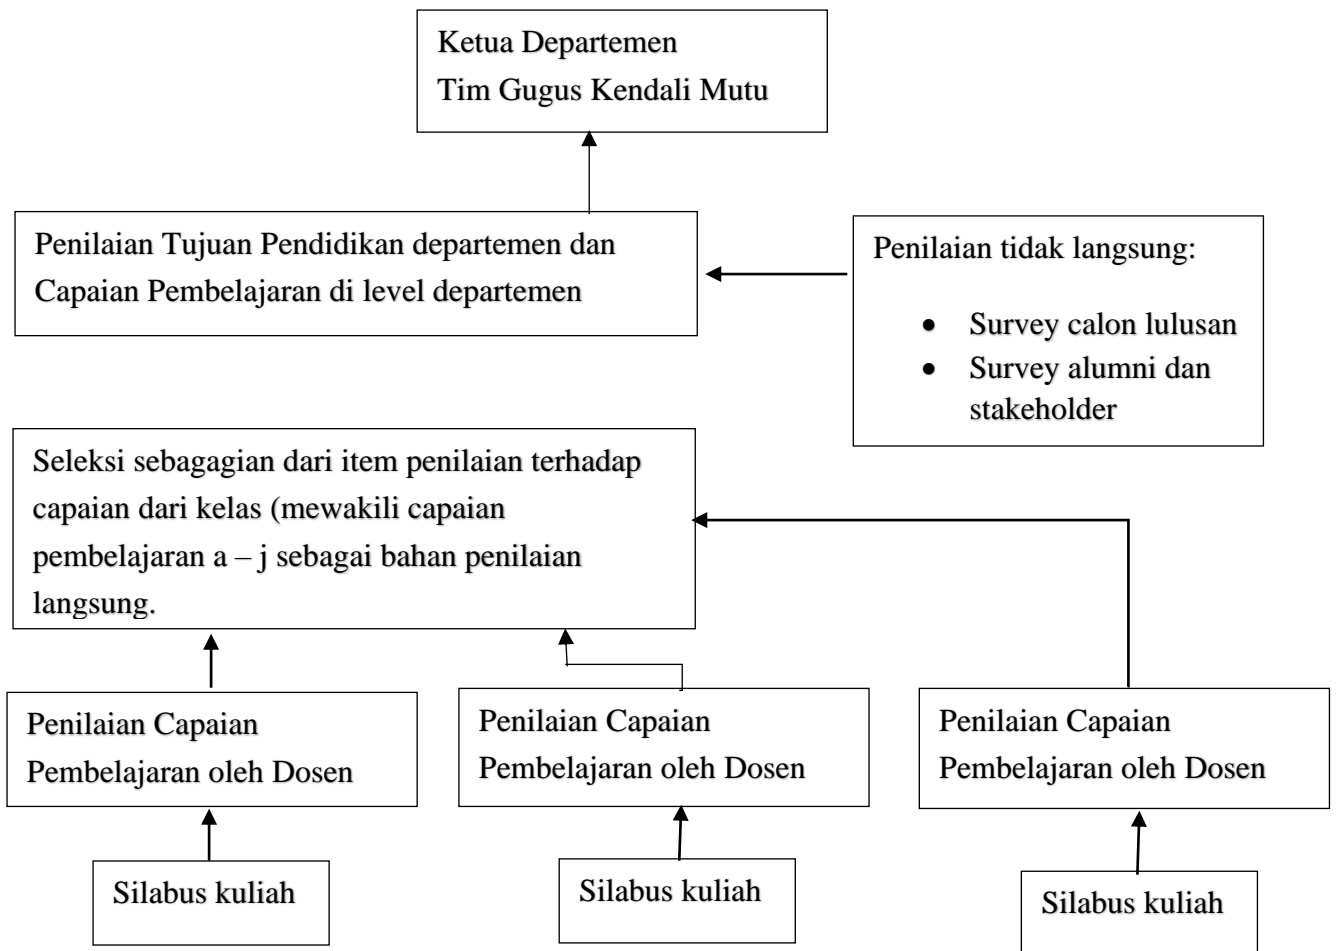 Ketua Departemen
Tim Gugus Kendali Mutu
Penilaian Tujuan Pendidikan departemen dan
Capaian Pembelajaran di level departemen
Penilaian tidak langsung:
• Survey calon lulusan
• Survey alumni dan
stakeholder
Seleksi sebagagian dari item penilaian terhadap
capaian dari kelas (mewakili capaian
pembelajaran a – j sebagai bahan penilaian
langsung.
Penilaian Capaian
Pembelajaran oleh Dosen
Penilaian Capaian
Pembelajaran oleh Dosen
Penilaian Capaian
Pembelajaran oleh Dosen
Silabus kuliah
Silabus kuliah
Silabus kuliah